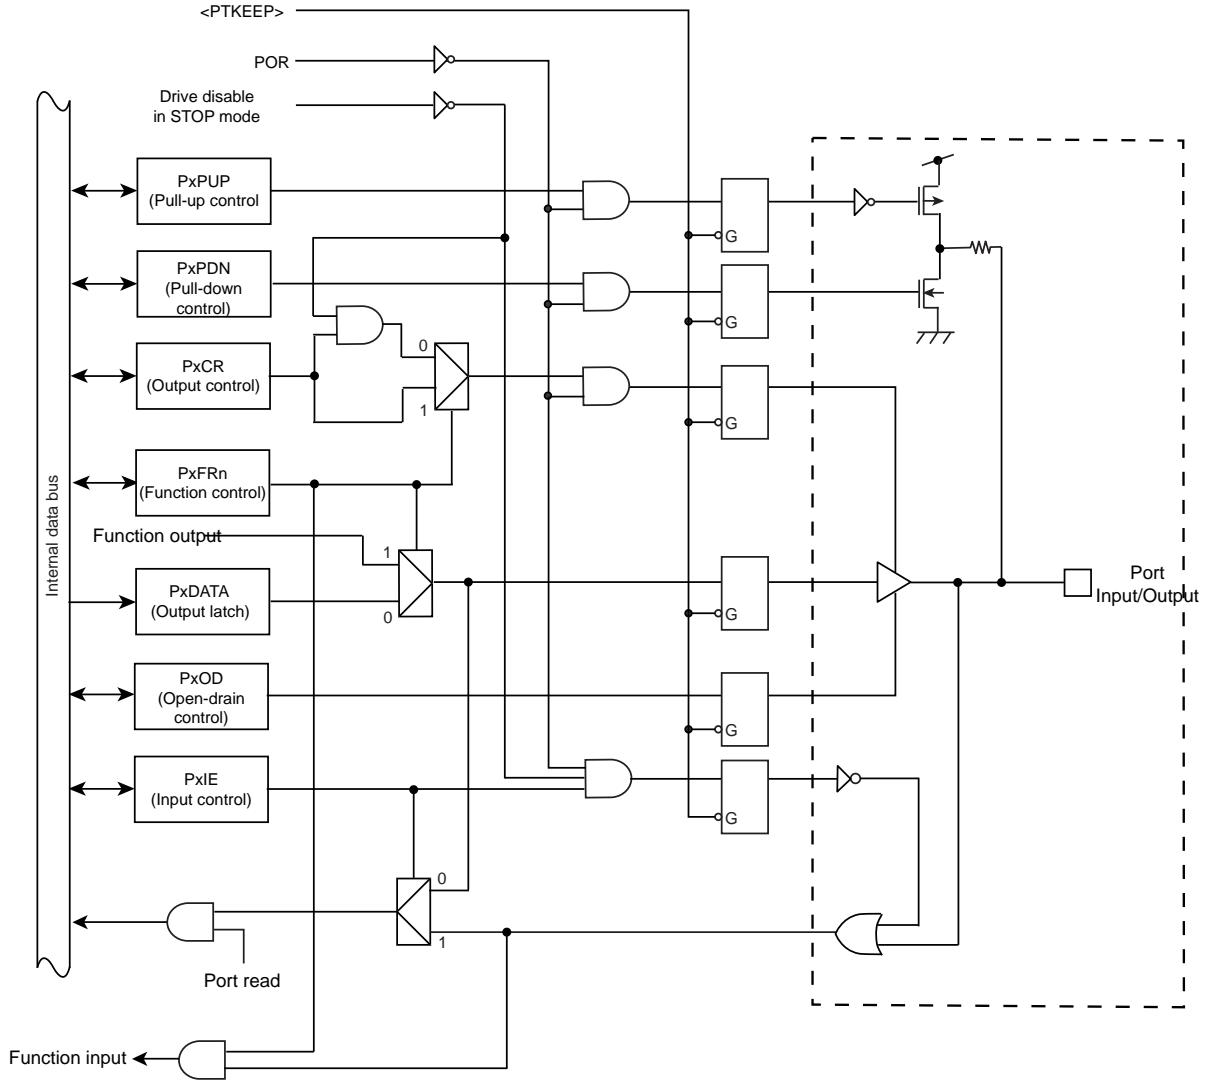 <PTKEEP>
POR
Drive disable
in STOP mode
PxPUP
(Pull-up control
G
PxPDN
(Pull-down
control)
G
0
PxCR
(Output control)
1
G
PxFRn
(Function control)
Internal data bus
Function output
1
PxDATA
(Output latch)
0
G
Port
Input/Output
PxOD
(Open-drain
control)
G
PxIE
(Input control)
G
0
1
Port read
Function input